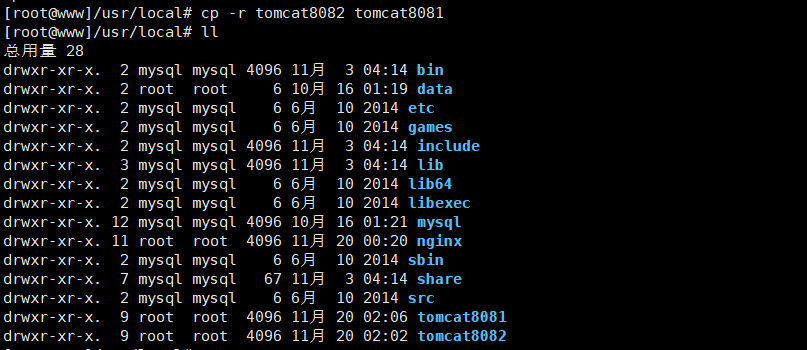 [root@www]/usr/local# cp -r tomcat8082 tomcat8081
[root@www]/usr/local# ll
总用量 28
drwxr-xr-x.  2 mysql mysql 4096 11月  3 04:14 bin
drwxr-xr-x.  2 root  root     6 10月 16 01:19 data
drwxr-xr-x.  2 mysql mysql    6 6月  10 2014 etc
drwxr-xr-x.  2 mysql mysql    6 6月  10 2014 games
drwxr-xr-x.  2 mysql mysql 4096 11月  3 04:14 include
drwxr-xr-x.  3 mysql mysql 4096 11月  3 04:14 lib
drwxr-xr-x.  2 mysql mysql    6 6月  10 2014 lib64
drwxr-xr-x.  2 mysql mysql    6 6月  10 2014 libexec
drwxr-xr-x. 12 mysql mysql 4096 10月 16 01:21 mysql
drwxr-xr-x. 11 root  root  4096 11月 20 00:20 nginx
drwxr-xr-x.  2 mysql mysql    6 6月  10 2014 sbin
drwxr-xr-x.  7 mysql mysql   67 11月  3 04:14 share
drwxr-xr-x.  2 mysql mysql    6 6月  10 2014 src
drwxr-xr-x.  9 root  root  4096 11月 20 02:06 tomcat8081
drwxr-xr-x.  9 root  root  4096 11月 20 02:02 tomcat8082